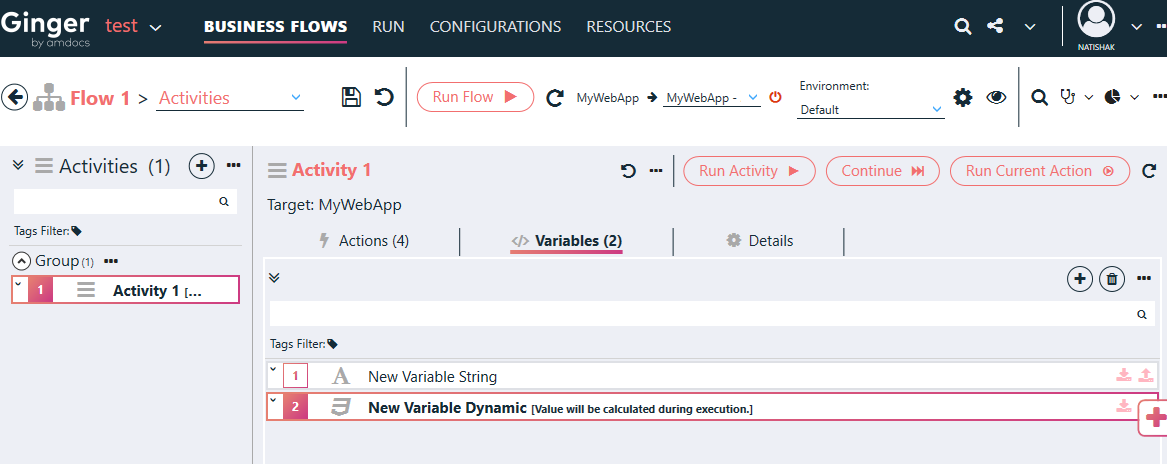 Ginger
by amdocs
test
BUSINESS FLOWS
RUN
CONFIGURATIONS
RESOURCES
NATISHAK
Flow 1 > Activities
Run Flow
MyWebApp
MyWebApp -
Environment:
Default
Activities (1)
Tags Filter:
Group (1)
1
Activity 1 [...
Activity 1
Run Activity
Continue
Run Current Action
Target: MyWebApp
Actions (4)
Variables (2)
Details
Tags Filter:
1
A
New Variable String
2
New Variable Dynamic [Value will be calculated during execution.]